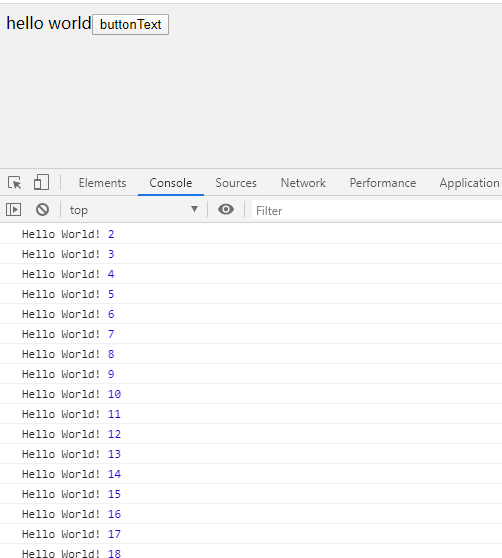 hello world buttonText
Elements Console Sources Network Performance Application
top ▼ Filter
Hello World! 2
Hello World! 3
Hello World! 4
Hello World! 5
Hello World! 6
Hello World! 7
Hello World! 8
Hello World! 9
Hello World! 10
Hello World! 11
Hello World! 12
Hello World! 13
Hello World! 14
Hello World! 15
Hello World! 16
Hello World! 17
Hello World! 18